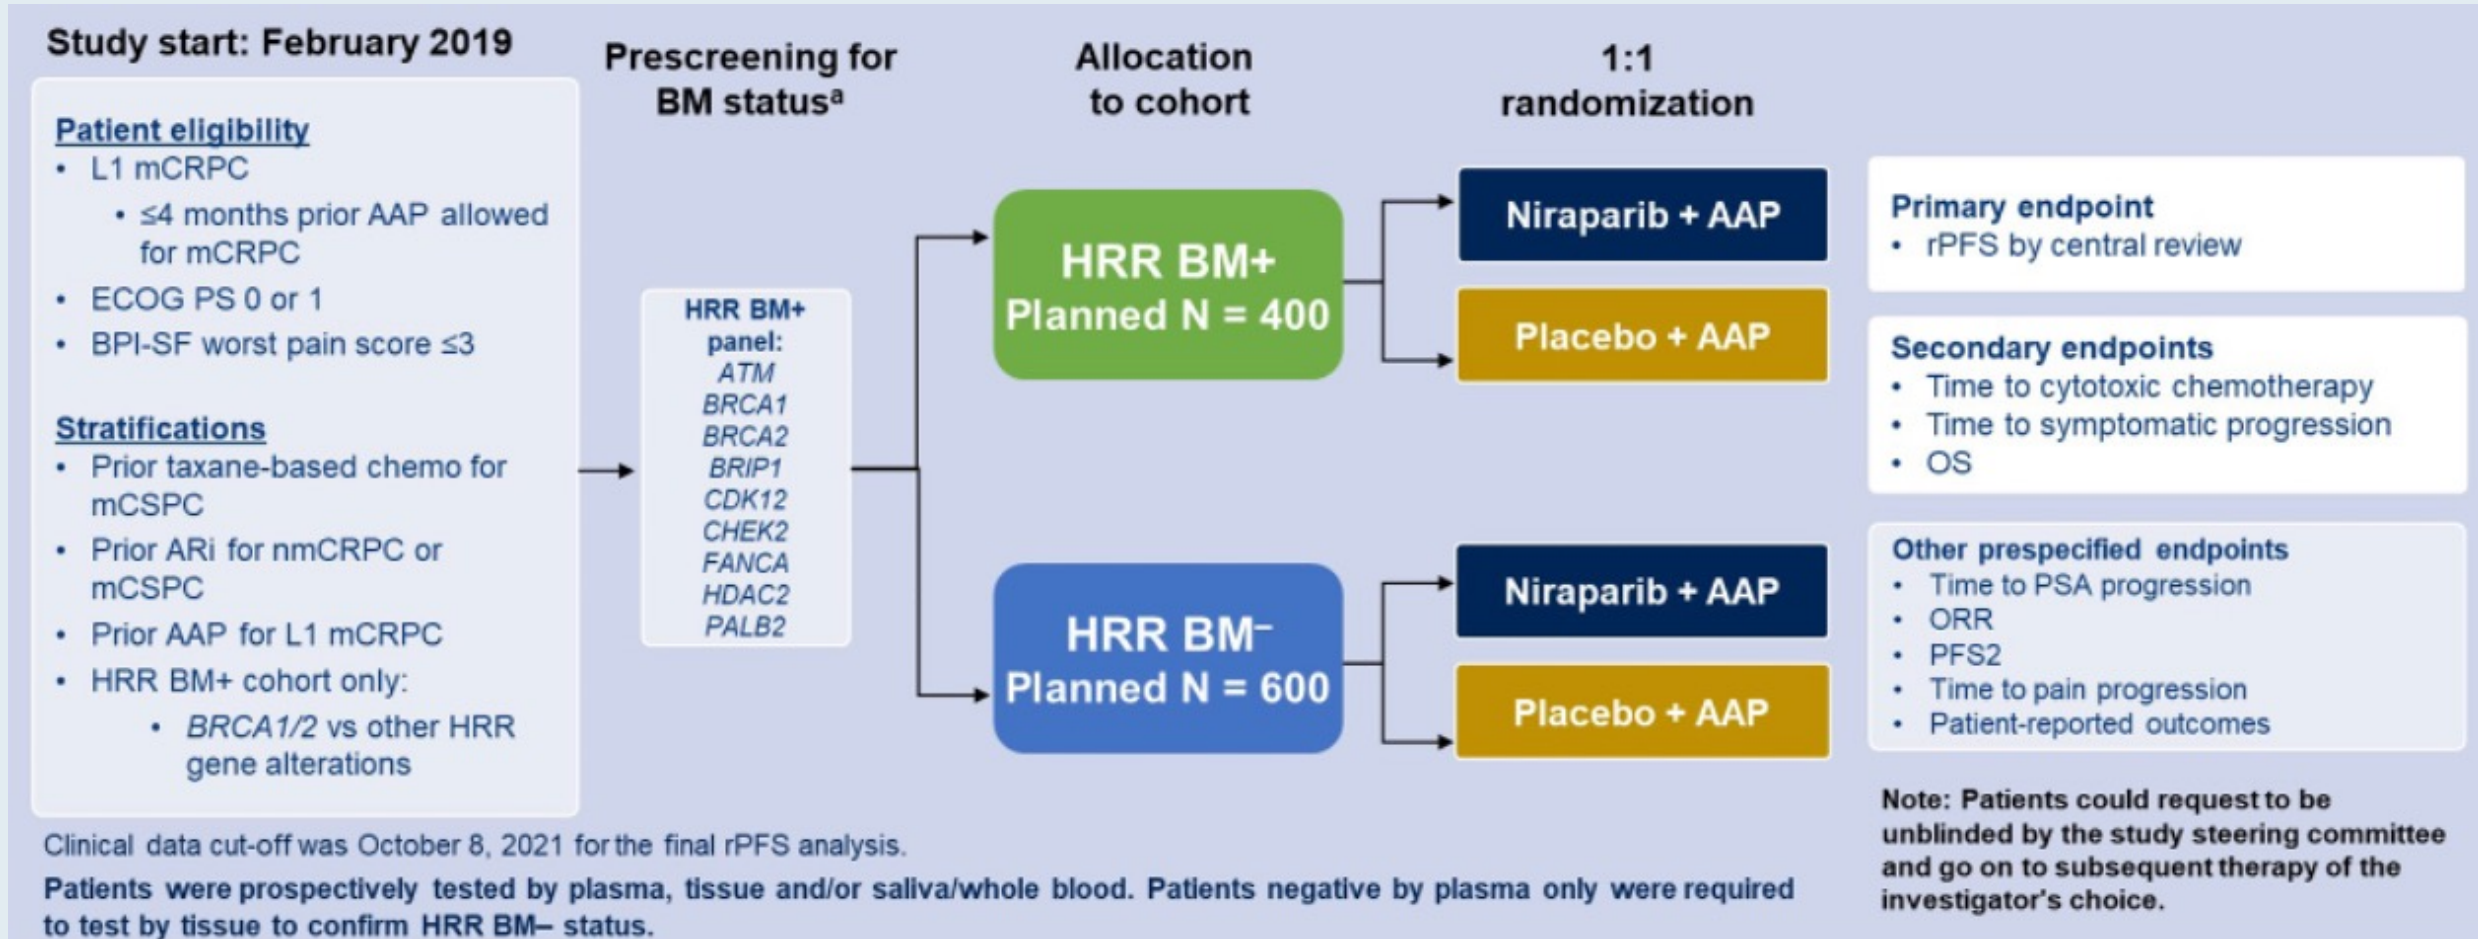 Study start: February 2019
Patient eligibility
• L1 mCRPC
• ≤4 months prior AAP allowed
for mCRPC
• ECOG PS 0 or 1
• BPI-SF worst pain score ≤3
Stratifications
• Prior taxane-based chemo for
mCSPC
• Prior ARi for nmCRPC or
mCSPC
• Prior AAP for L1 mCRPC
• HRR BM+ cohort only:
• BRCA1/2 vs other HRR
gene alterations
Prescreening for
BM statusᵃ
HRR BM+
panel:
ATM
BRCA1
BRCA2
BRIP1
CDK12
CHEK2
FANCA
HDAC2
PALB2
Allocation
to cohort
HRR BM+
Planned N = 400
HRR BM–
Planned N = 600
1:1
randomization
Niraparib + AAP
Placebo + AAP
Niraparib + AAP
Placebo + AAP
Primary endpoint
• rPFS by central review
Secondary endpoints
• Time to cytotoxic chemotherapy
• Time to symptomatic progression
• OS
Other prespecified endpoints
• Time to PSA progression
• ORR
• PFS2
• Time to pain progression
• Patient-reported outcomes
Note: Patients could request to be
unblinded by the study steering committee
and go on to subsequent therapy of the
investigator's choice.
Clinical data cut-off was October 8, 2021 for the final rPFS analysis.
Patients were prospectively tested by plasma, tissue and/or saliva/whole blood. Patients negative by plasma only were required
to test by tissue to confirm HRR BM– status.